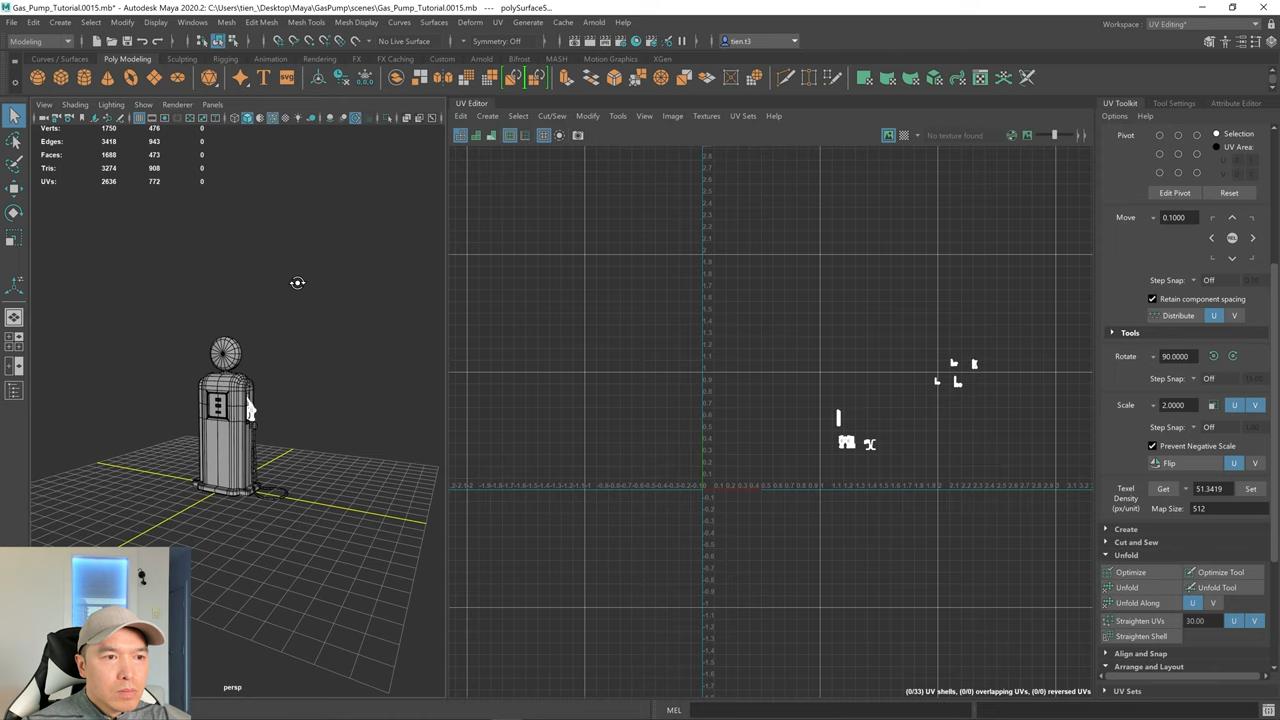 Gas_Pump_Tutorial.0015.mb* - Autodesk Maya 2020.2: C:\Users\tien_\Desktop\Maya\GasPump\scenes\Gas_Pump_Tutorial.0015.mb --- polySurface5...
File Edit Create Select Modify Display Windows Mesh Edit Mesh Mesh Tools Mesh Display Deform UV Generate Cache Arnold Help
Workspace : UV Editing*
Modeling
No Live Surface
Symmetry: Off
tien.t3
Curves / Surfaces Poly Modeling Sculpting Rigging Animation Rendering FX FX Caching Custom Arnold Bifrost MASH Motion Graphics XGen
View Shading Lighting Show Renderer Panels
UV Editor
UV Toolkit Tool Settings Attribute Editor
Edit Create Select Cut/Sew Modify Tools View Image Textures UV Sets Help
Options Help
Verts: 1750 476 0
Edges: 3418 943 0
Faces: 1688 473 0
Tris: 3274 908 0
UVs: 2636 772 0
No texture found
Pivot
Selection
UV Area:
Edit Pivot Reset
Move 0.1000
Step Snap: Off
Retain component spacing
Distribute U V
Tools
Rotate 90.0000
Step Snap: Off
Scale 2.0000 U V
Step Snap: Off
Prevent Negative Scale
Flip U V
Texel Density (px/unit) Get 51.3419 Set
Map Size: 512
Create
Cut and Sew
Unfold
Optimize Optimize Tool
Unfold Unfold Tool
Unfold Along U V
Straighten UVs 30.00 U V
Straighten Shell
Align and Snap
Arrange and Layout
UV Sets
persp
(0/33) UV shells, (0/0) overlapping UVs, (0/0) reversed UVs
MEL